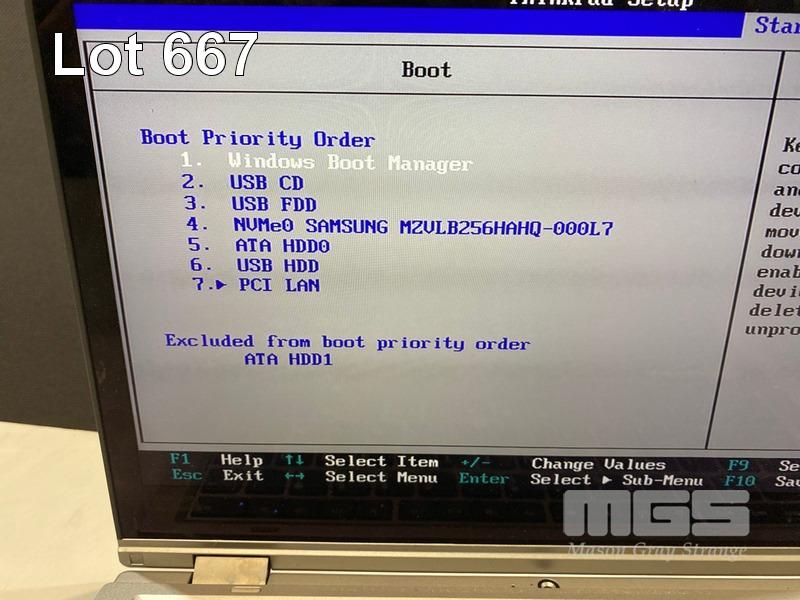 ThinkPad Setup
Lot 667
Boot
Boot Priority Order
1. Windows Boot Manager
2. USB CD
3. USB FDD
4. NVMe0 SAMSUNG MZVLB256HAHQ-000L7
5. ATA HDD0
6. USB HDD
7.▶ PCI LAN
Excluded from boot priority order
ATA HDD1
F1 Help ↑↓ Select Item +/- Change Values F9
Esc Exit ←→ Select Menu Enter Select ▶ Sub-Menu F10
MGS
Mason Gray Strange